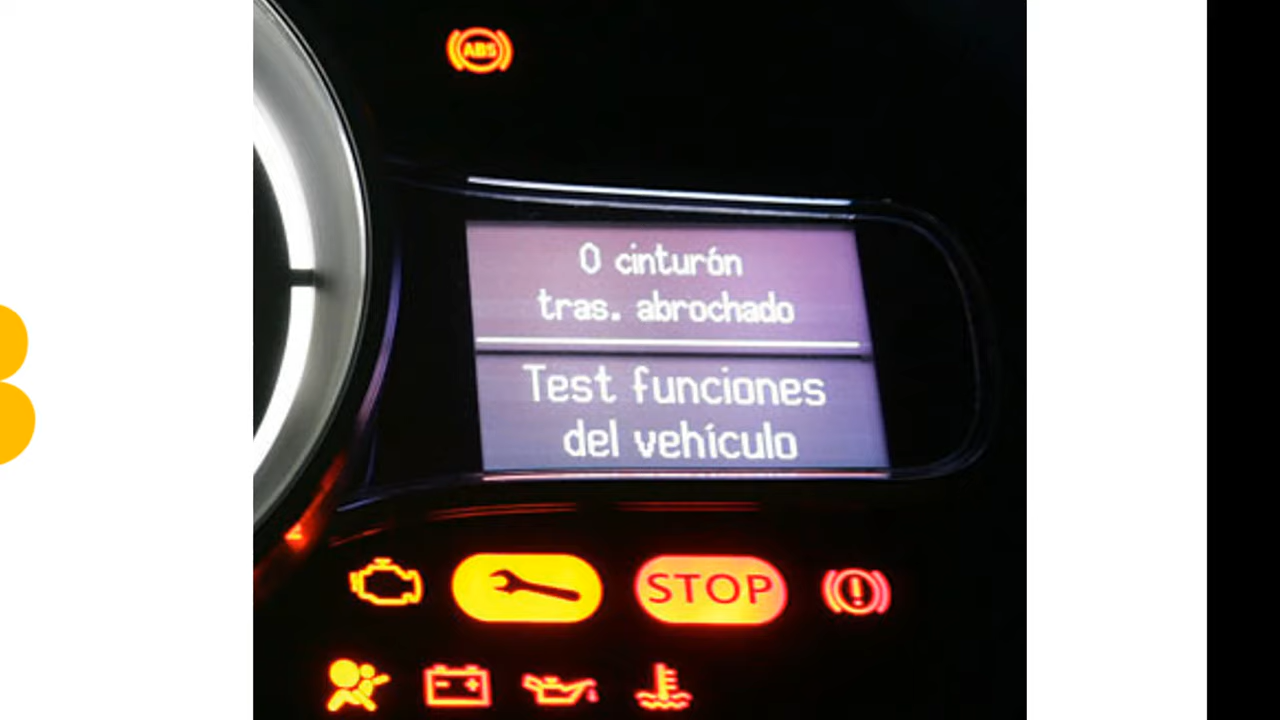 ABS
0 cinturón
tras. abrochado
Test funciones
del vehículo
STOP